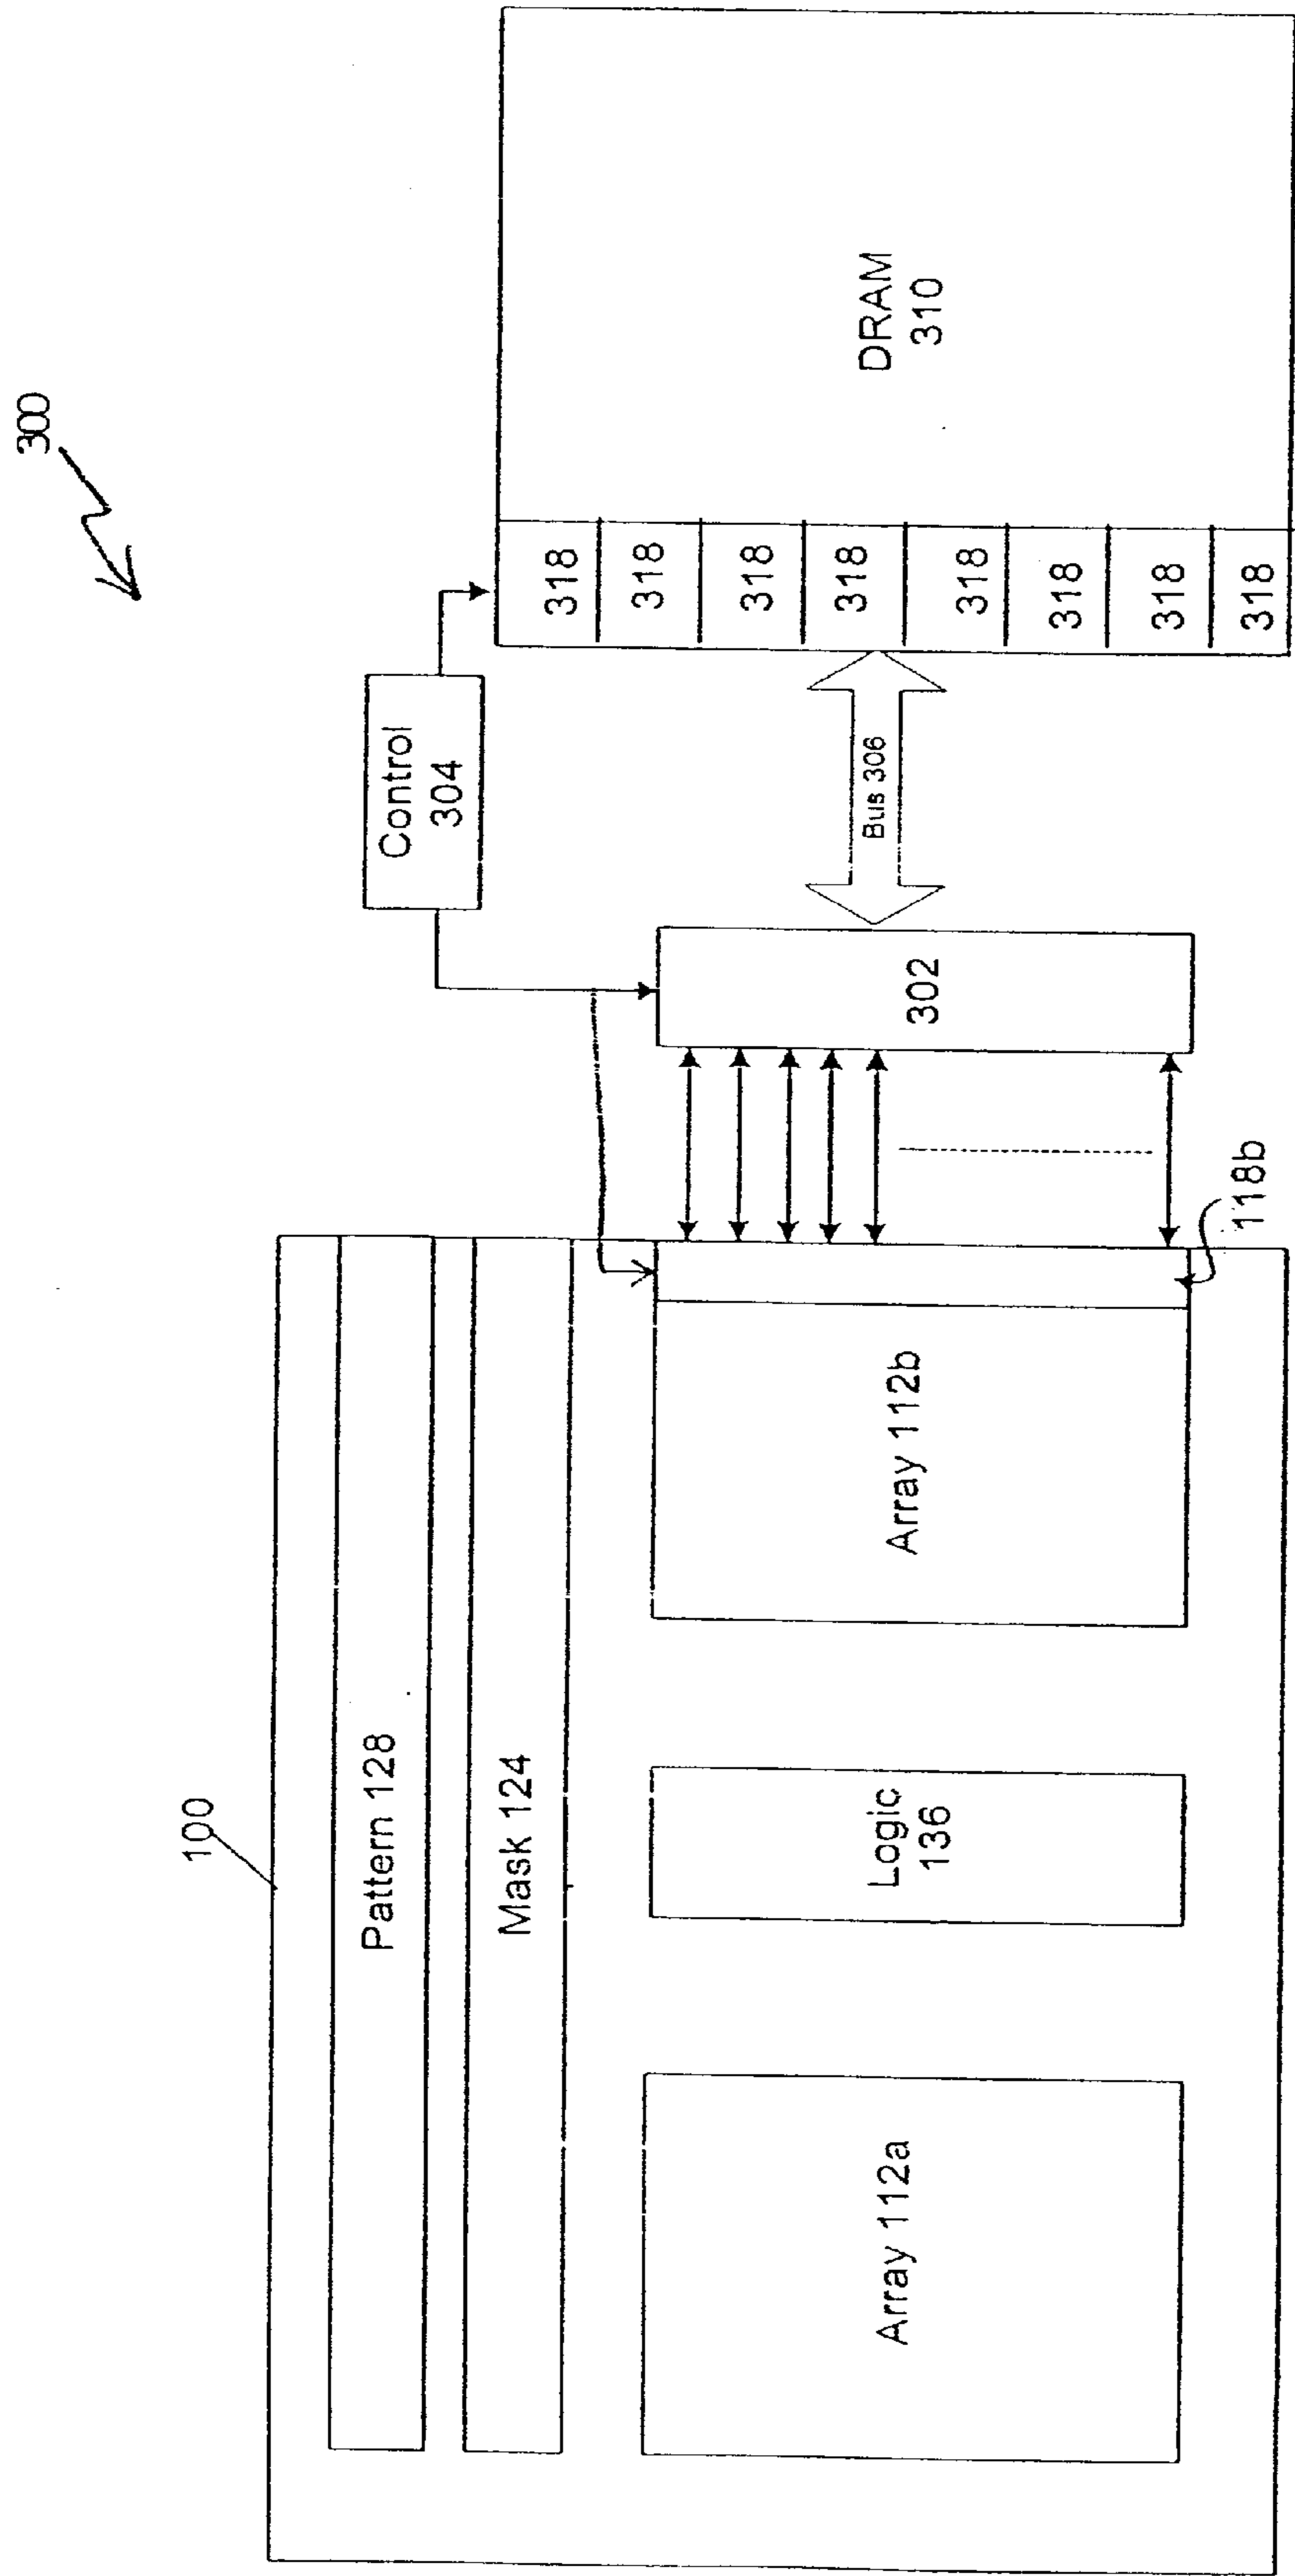 300
100
Pattern 128
Mask 124
Array 112a
Logic
136
Array 112b
118b
302
Control
304
Bus 306
318
318
318
318
318
318
318
318
DRAM
310